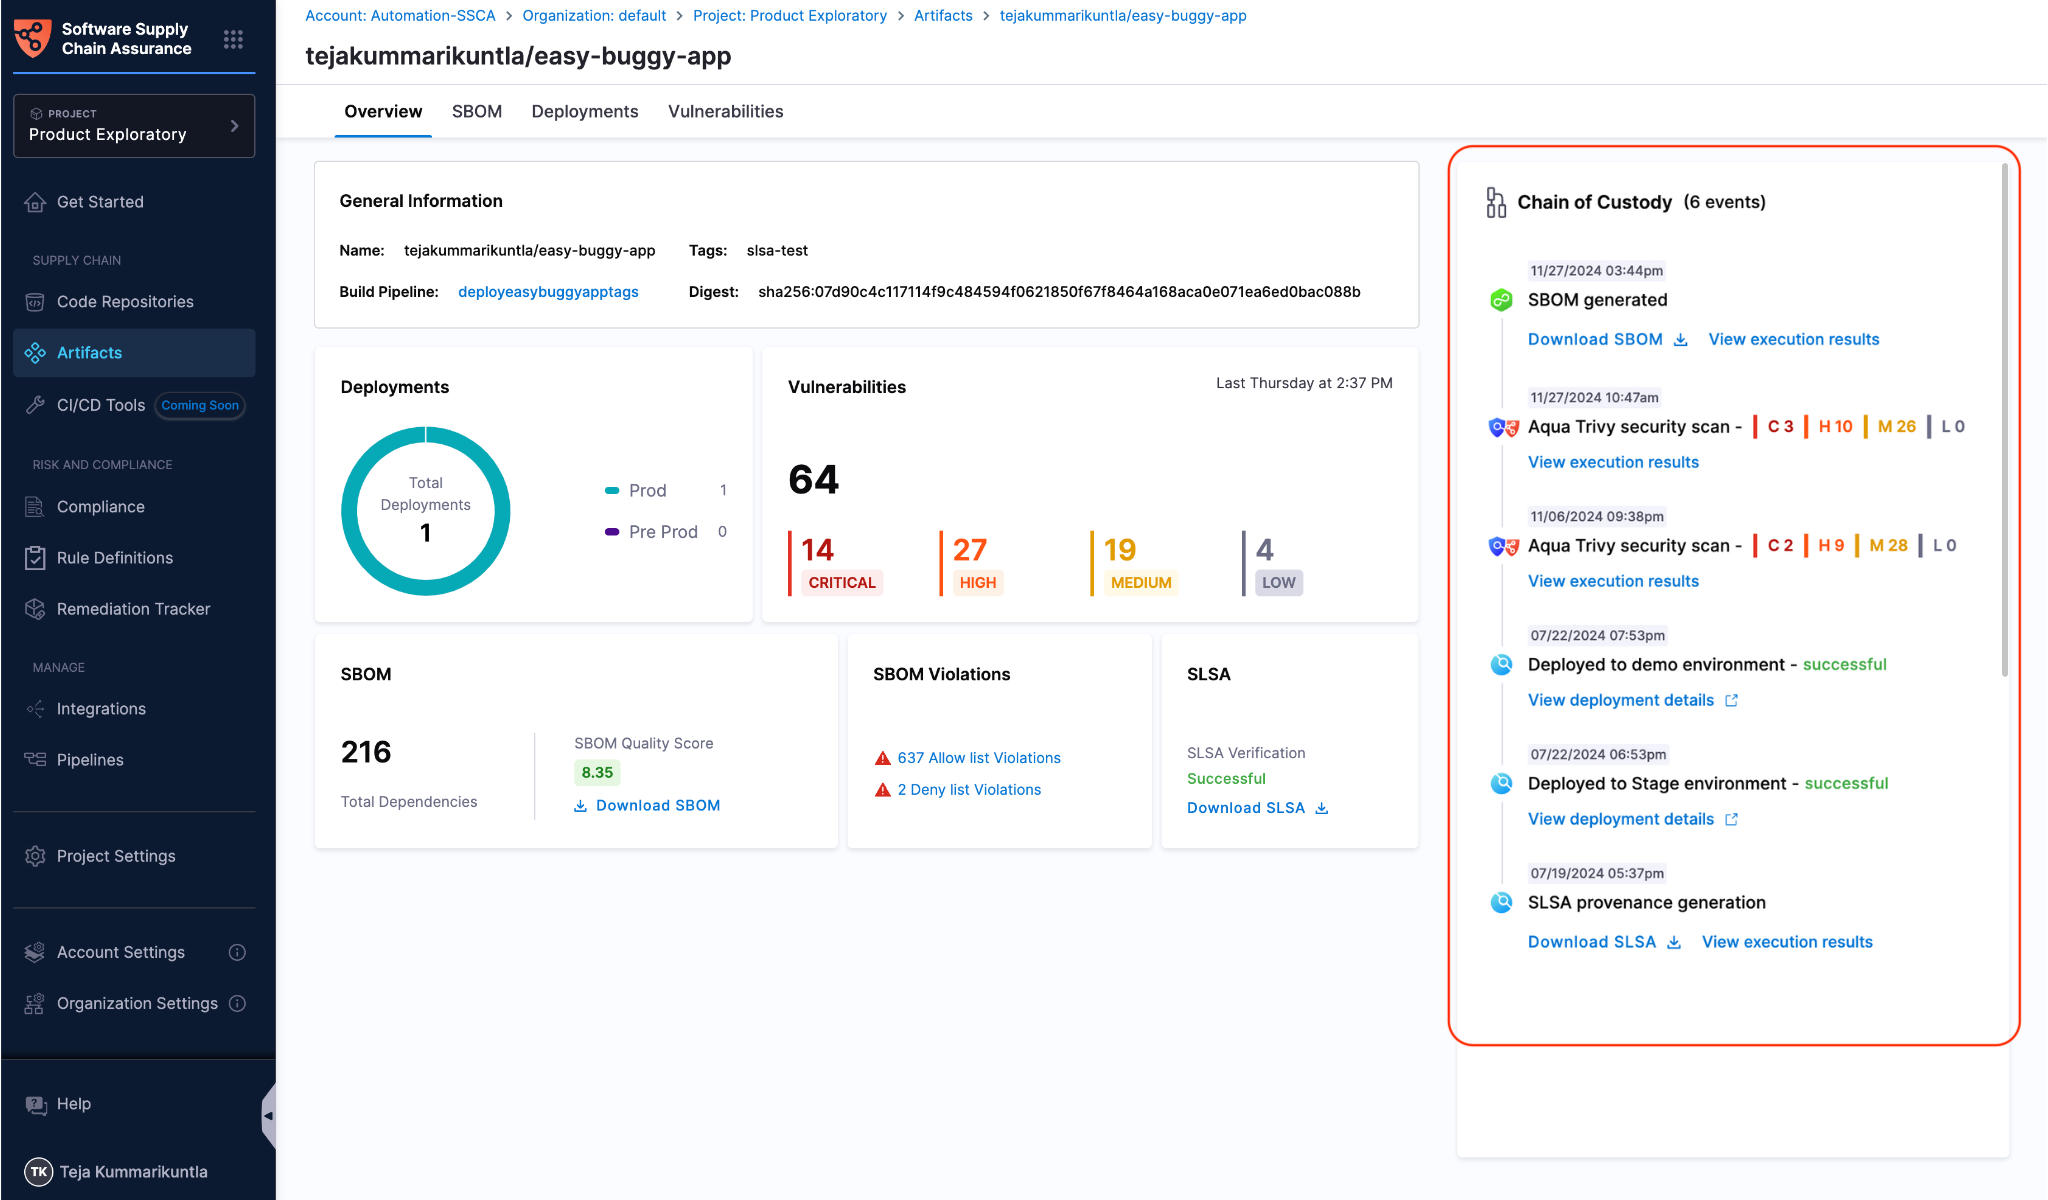 Software Supply
Chain Assurance
PROJECT
Product Exploratory
Get Started
SUPPLY CHAIN
Code Repositories
Artifacts
CI/CD Tools Coming Soon
RISK AND COMPLIANCE
Compliance
Rule Definitions
Remediation Tracker
MANAGE
Integrations
Pipelines
Project Settings
Account Settings
Organization Settings
Help
TK Teja Kummarikuntla
Account: Automation-SSCA > Organization: default > Project: Product Exploratory > Artifacts > tejakummarikuntla/easy-buggy-app
tejakummarikuntla/easy-buggy-app
Overview SBOM Deployments Vulnerabilities
General Information
Name: tejakummarikuntla/easy-buggy-app Tags: slsa-test
Build Pipeline: deployeasybuggyapptags Digest: sha256:07d90c4c117114f9c484594f0621850f67f8464a168aca0e071ea6ed0bac088b
Deployments
Total
Deployments
1
Prod 1
Pre Prod 0
Vulnerabilities Last Thursday at 2:37 PM
64
14 27 19 4
CRITICAL HIGH MEDIUM LOW
SBOM
216
Total Dependencies
SBOM Quality Score
8.35
Download SBOM
SBOM Violations
637 Allow list Violations
2 Deny list Violations
SLSA
SLSA Verification
Successful
Download SLSA
Chain of Custody (6 events)
11/27/2024 03:44pm
SBOM generated
Download SBOM View execution results
11/27/2024 10:47am
Aqua Trivy security scan - C 3 H 10 M 26 L 0
View execution results
11/06/2024 09:38pm
Aqua Trivy security scan - C 2 H 9 M 28 L 0
View execution results
07/22/2024 07:53pm
Deployed to demo environment - successful
View deployment details
07/22/2024 06:53pm
Deployed to Stage environment - successful
View deployment details
07/19/2024 05:37pm
SLSA provenance generation
Download SLSA View execution results